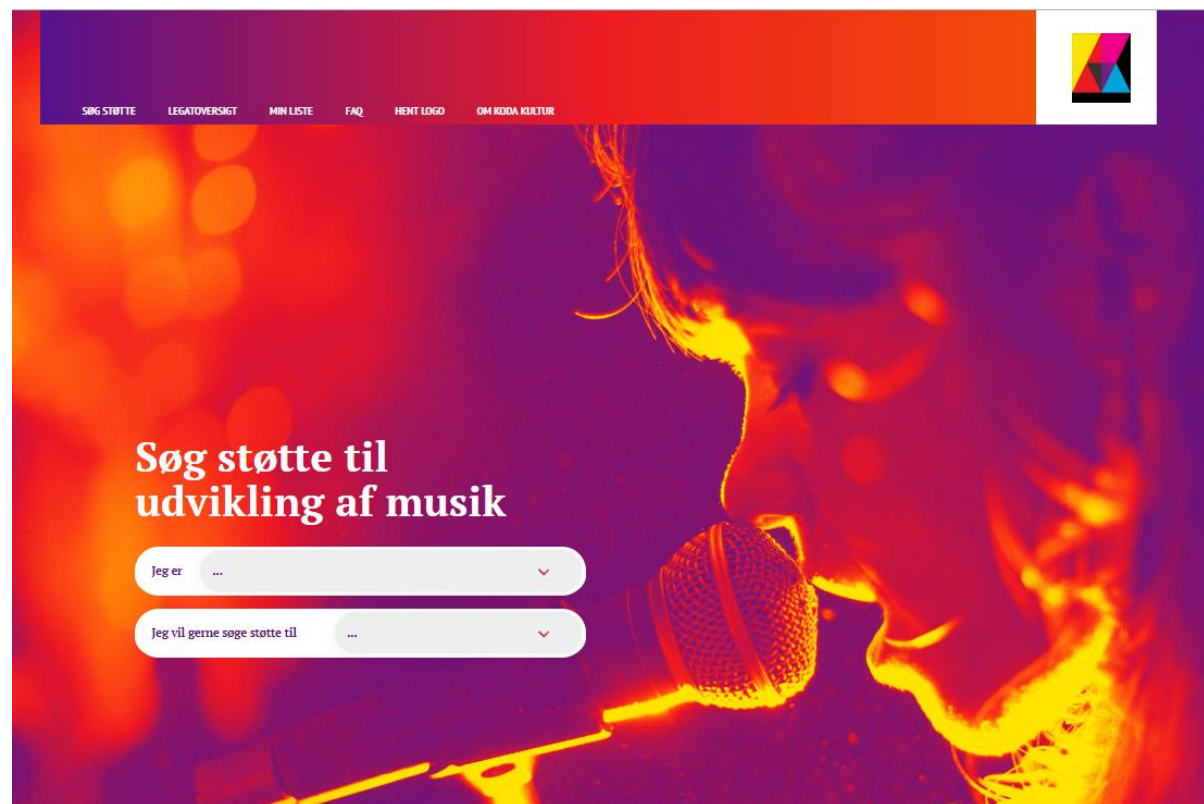 SØG STØTTE LEGATOVERSIGT MIN LISTE FAQ HENT LOGO OM KODA KULTUR
Søg støtte til
udvikling af musik
Jeg er ...
Jeg vil gerne søge støtte til ...